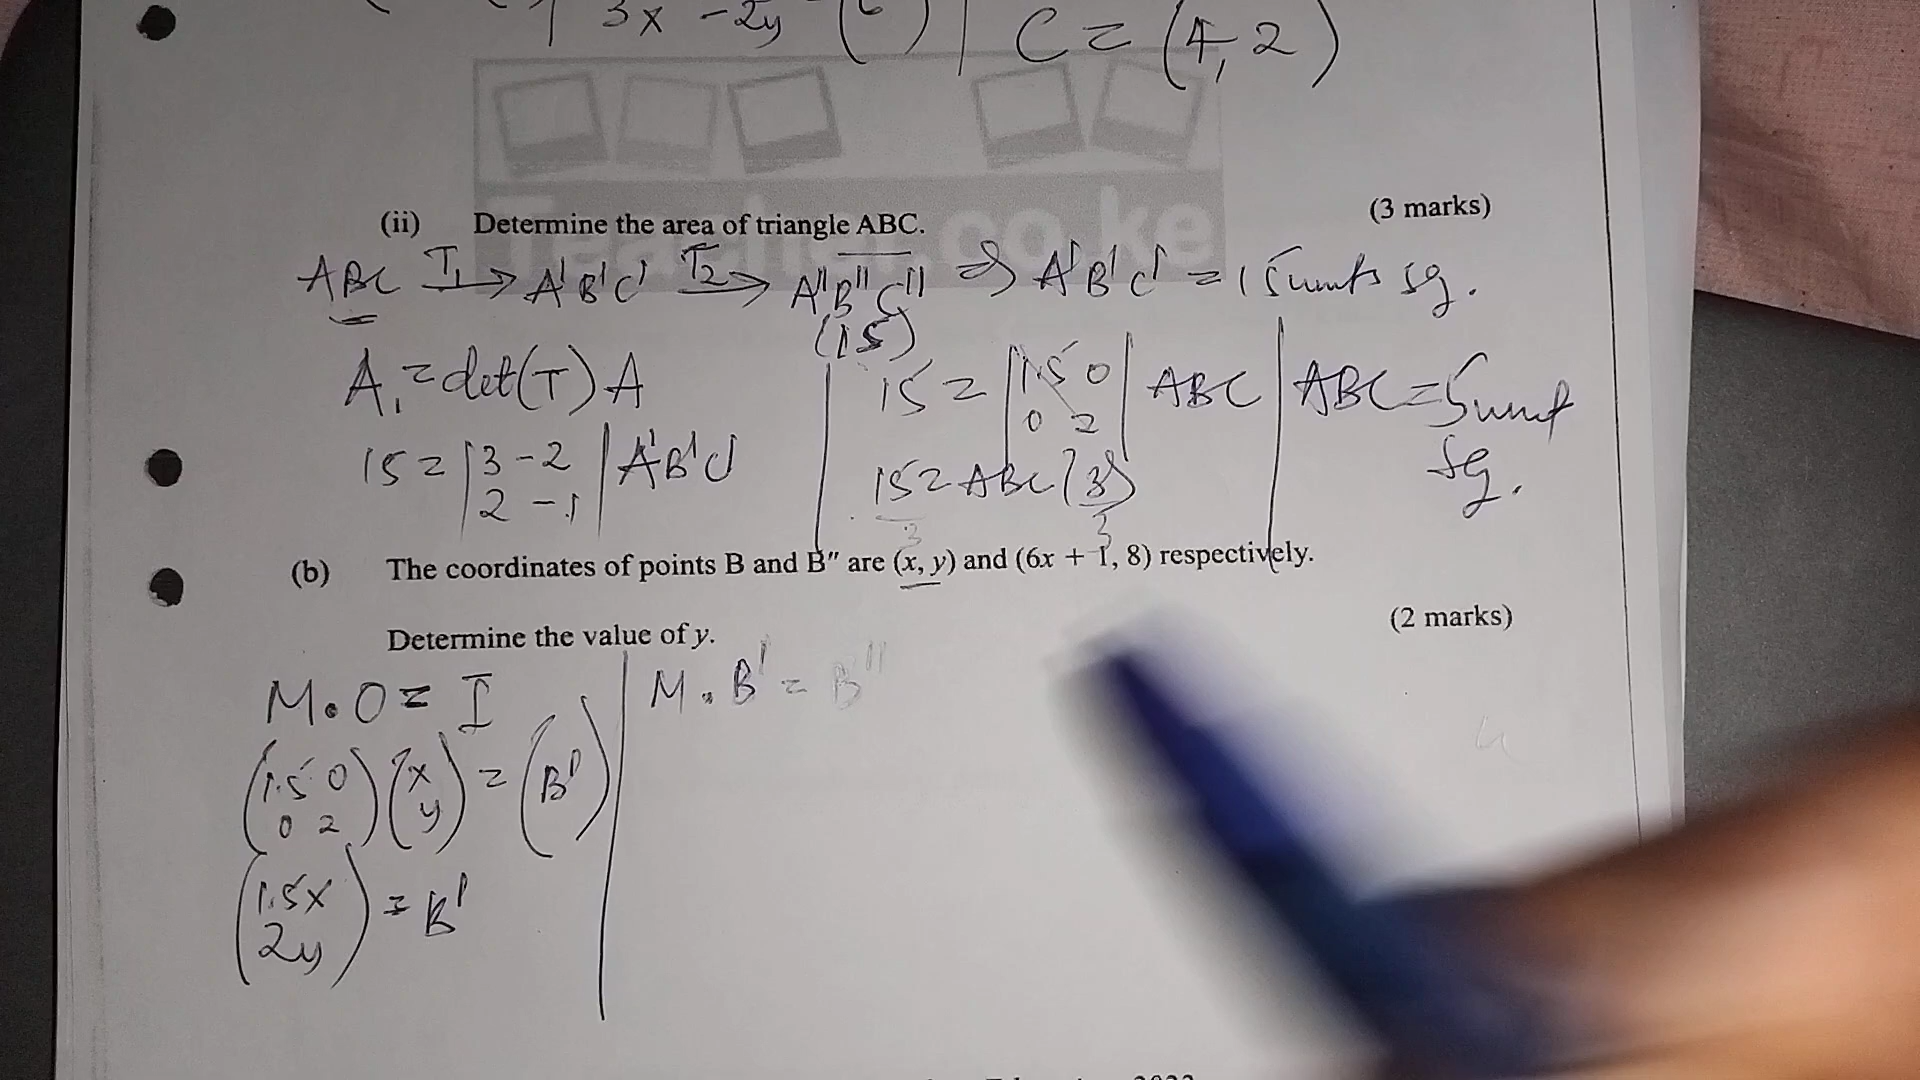 3x -2y
C = (4, 2)
(ii) Determine the area of triangle ABC. (3 marks)
ABC T₁→ A'B'C' T₂→ A"B"C" ⇒ A'B'C' = 15 units sq.
(15)
A₁ = det(T) A
15 = |1.5 0
0 2| ABC
ABC = 5 unit
sq.
15 = |3 -2
2 -1| A'B'C'
15 = ABC (3)
3 3
(b) The coordinates of points B and B" are (x, y) and (6x + 1, 8) respectively.
Determine the value of y. (2 marks)
M.O = I
(1.5 0
0 2) (x
y) = (B')
(1.5x
2y) = B'
M.B' = B"